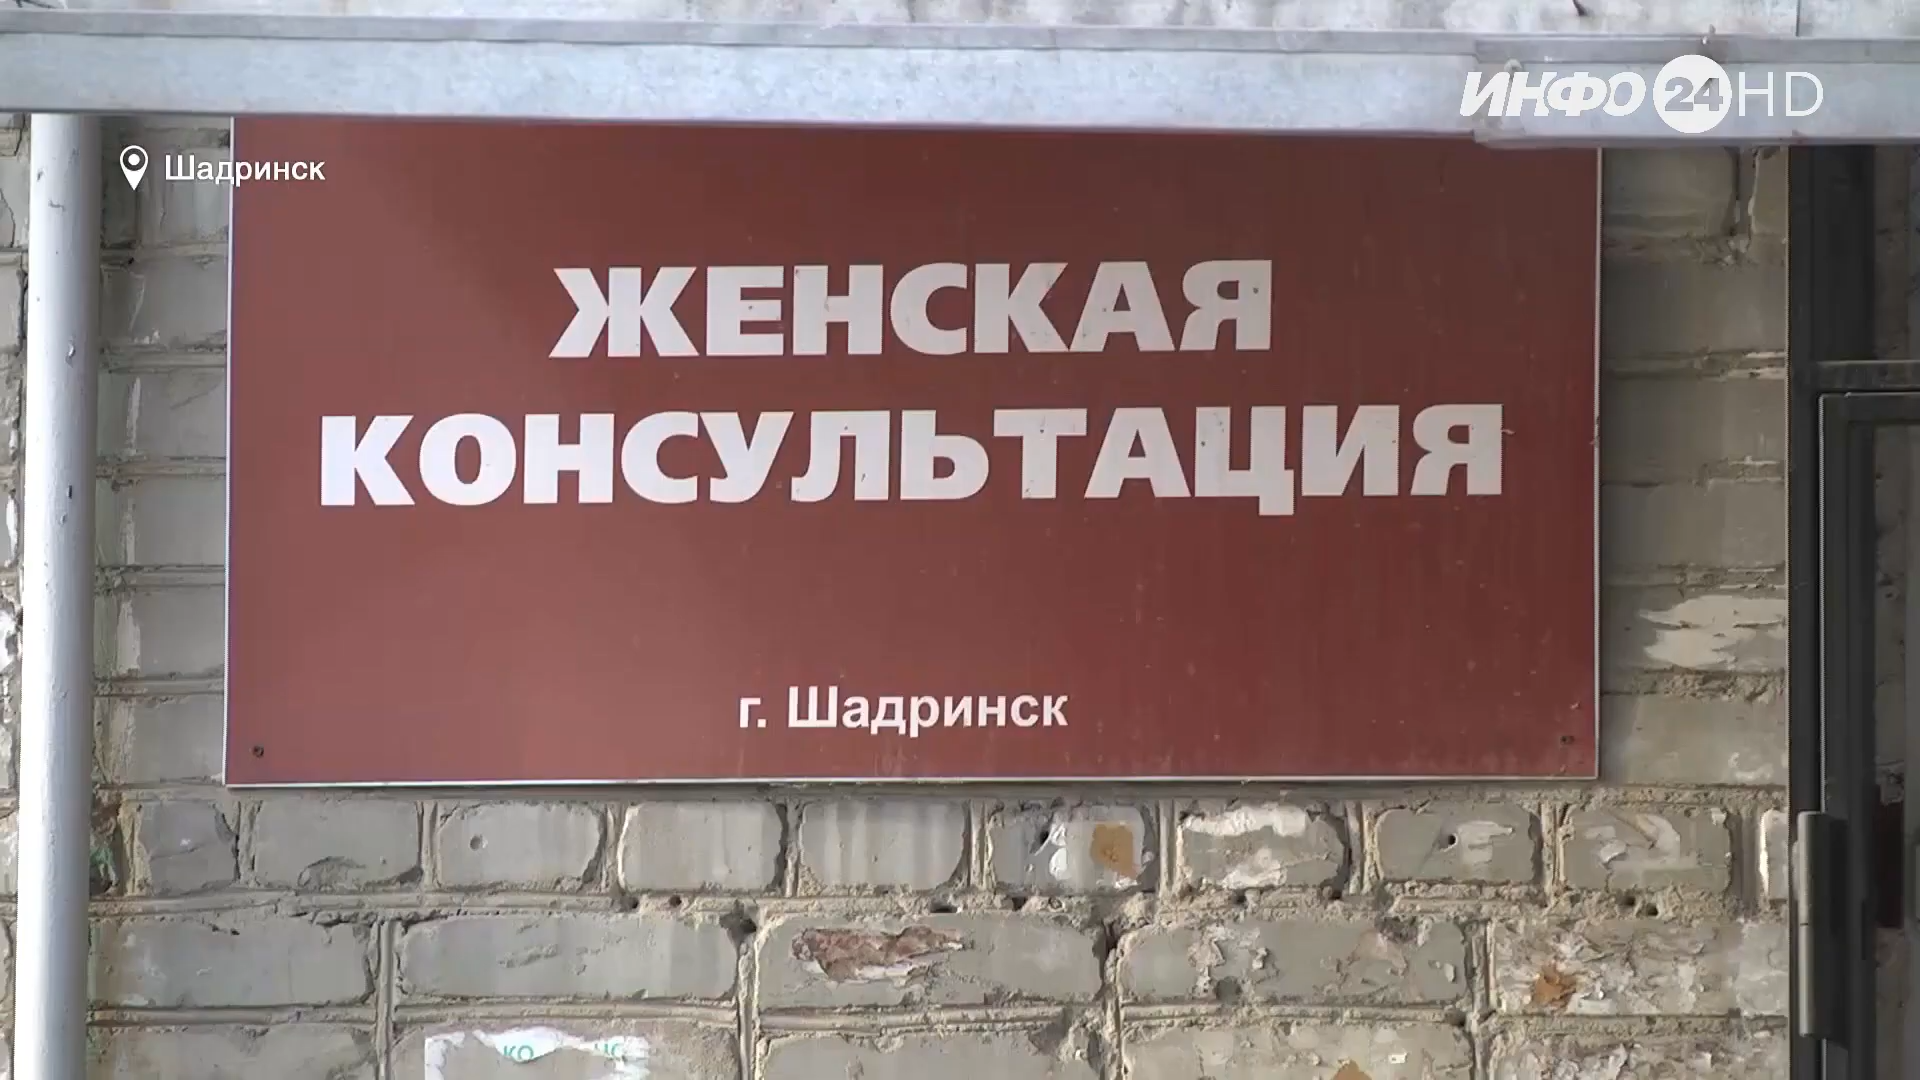 ИНФО 24 HD
Шадринск
ЖЕНСКАЯ
КОНСУЛЬТАЦИЯ
г. Шадринск